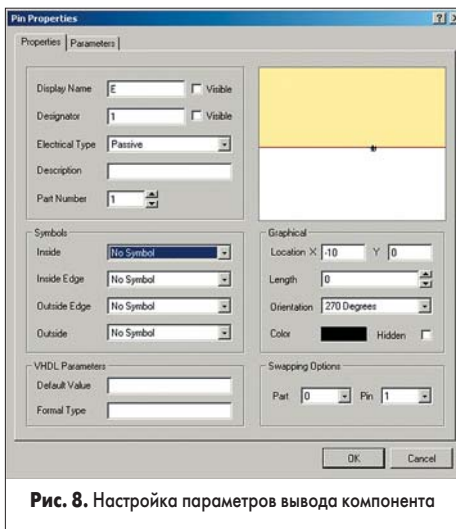 Pin Properties
Properties Parameters
Display Name E Visible
Designator 1 Visible
Electrical Type Passive
Description
Part Number 1
Symbols
Inside No Symbol
Inside Edge No Symbol
Outside Edge No Symbol
Outside No Symbol
VHDL Parameters
Default Value
Formal Type
Graphical
Location X -10 Y 0
Length 0
Orientation 270 Degrees
Color Hidden
Swapping Options
Part 0 Pin 1
OK Cancel
Рис. 8. Настройка параметров вывода компонента